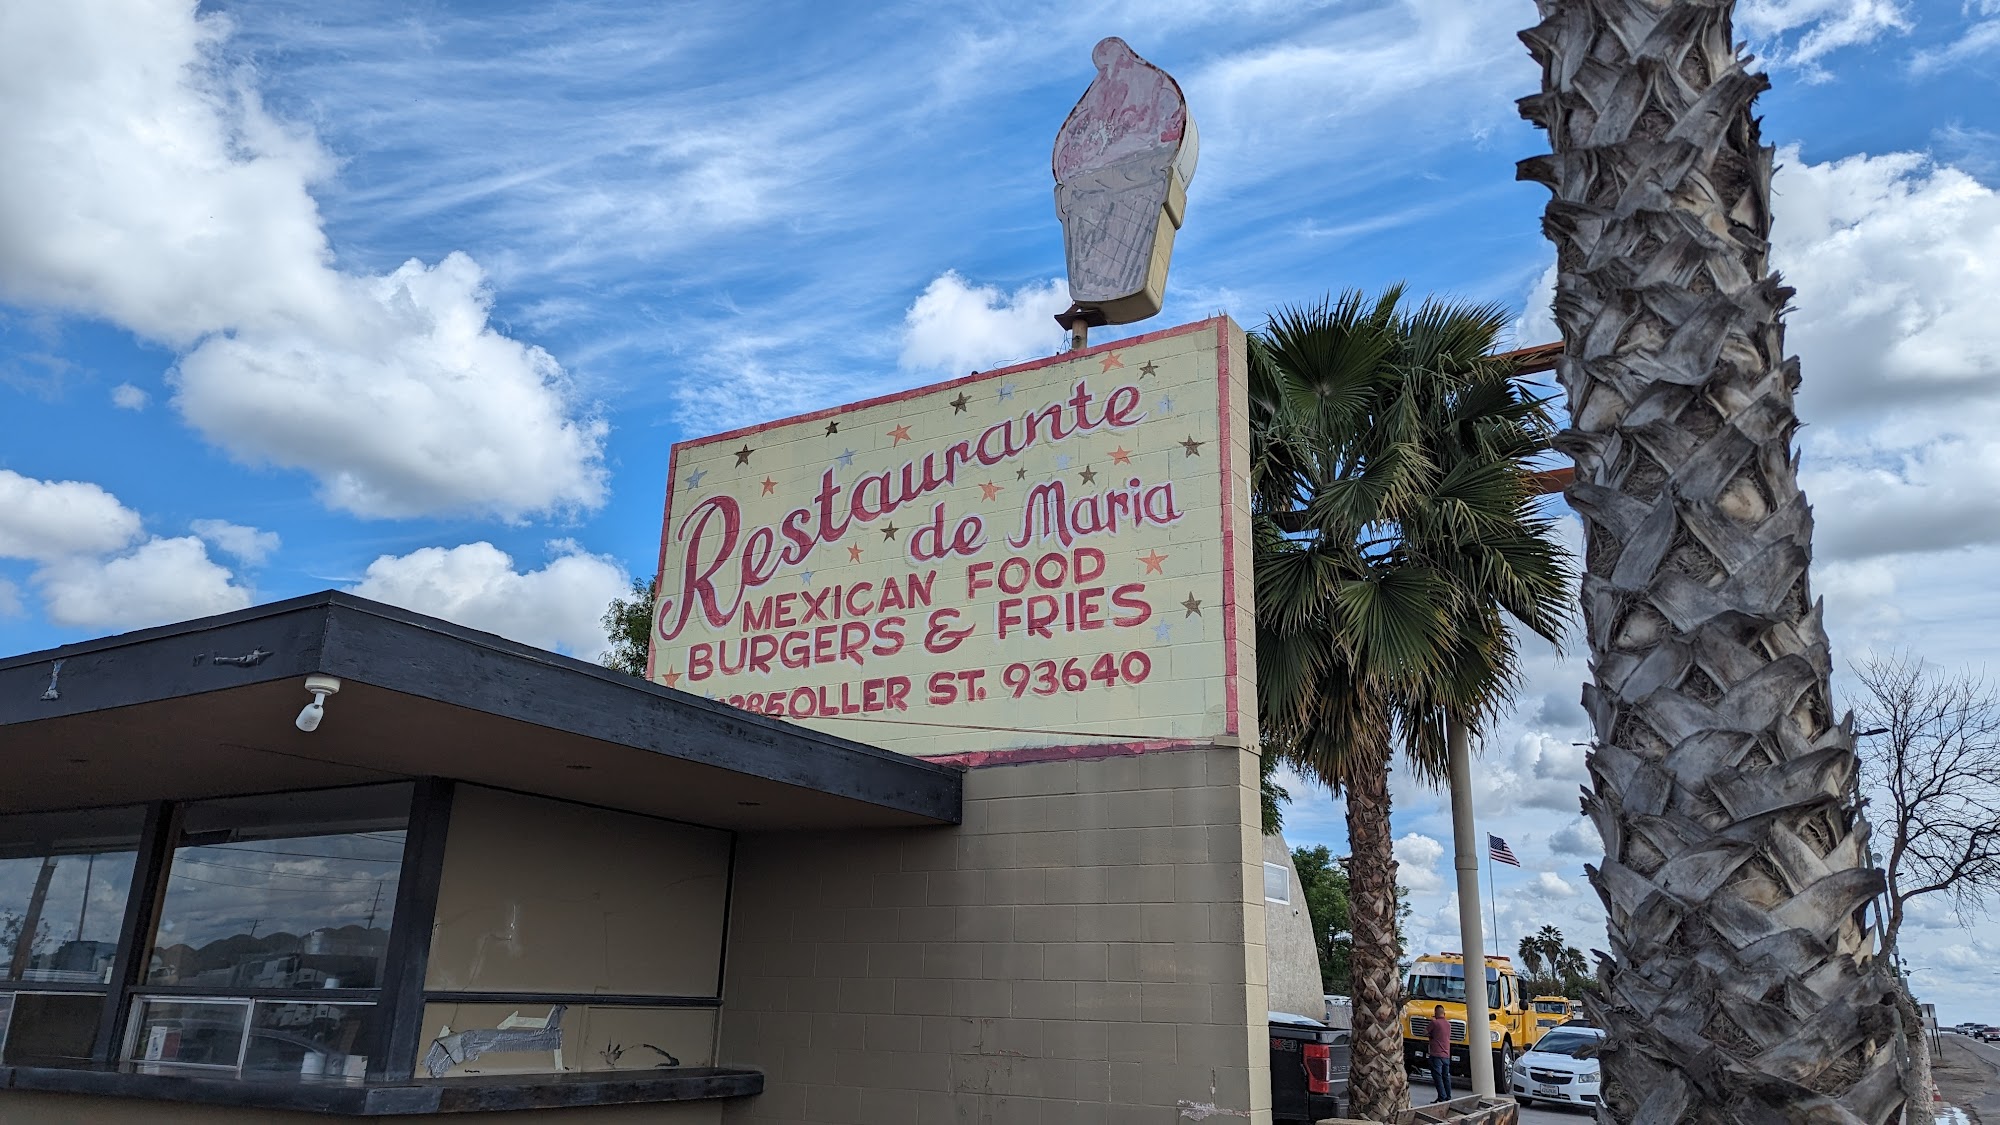 Restaurante
de Maria
MEXICAN FOOD
BURGERS & FRIES
OLLER ST. 93640